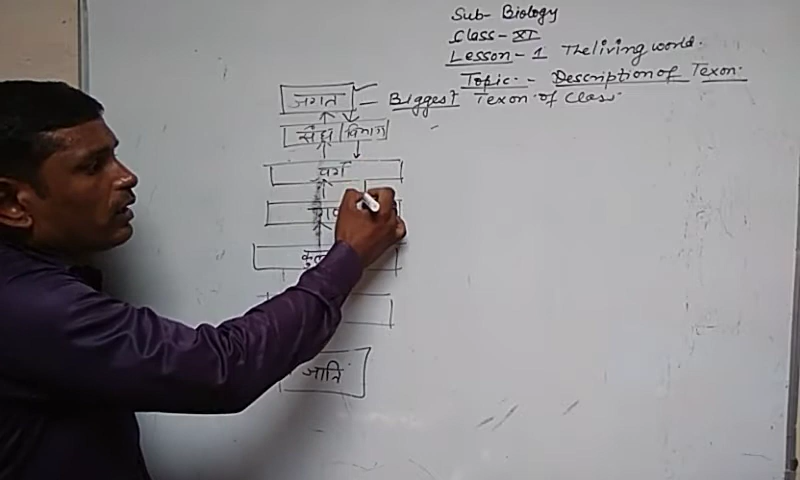 Sub- Biology
Class- XI
Lesson - 1 The living world.
Topic. - Description of Texon.
जगत - Biggest Texon of Class
संघ विभाग
वर्ग
कुल
जाति